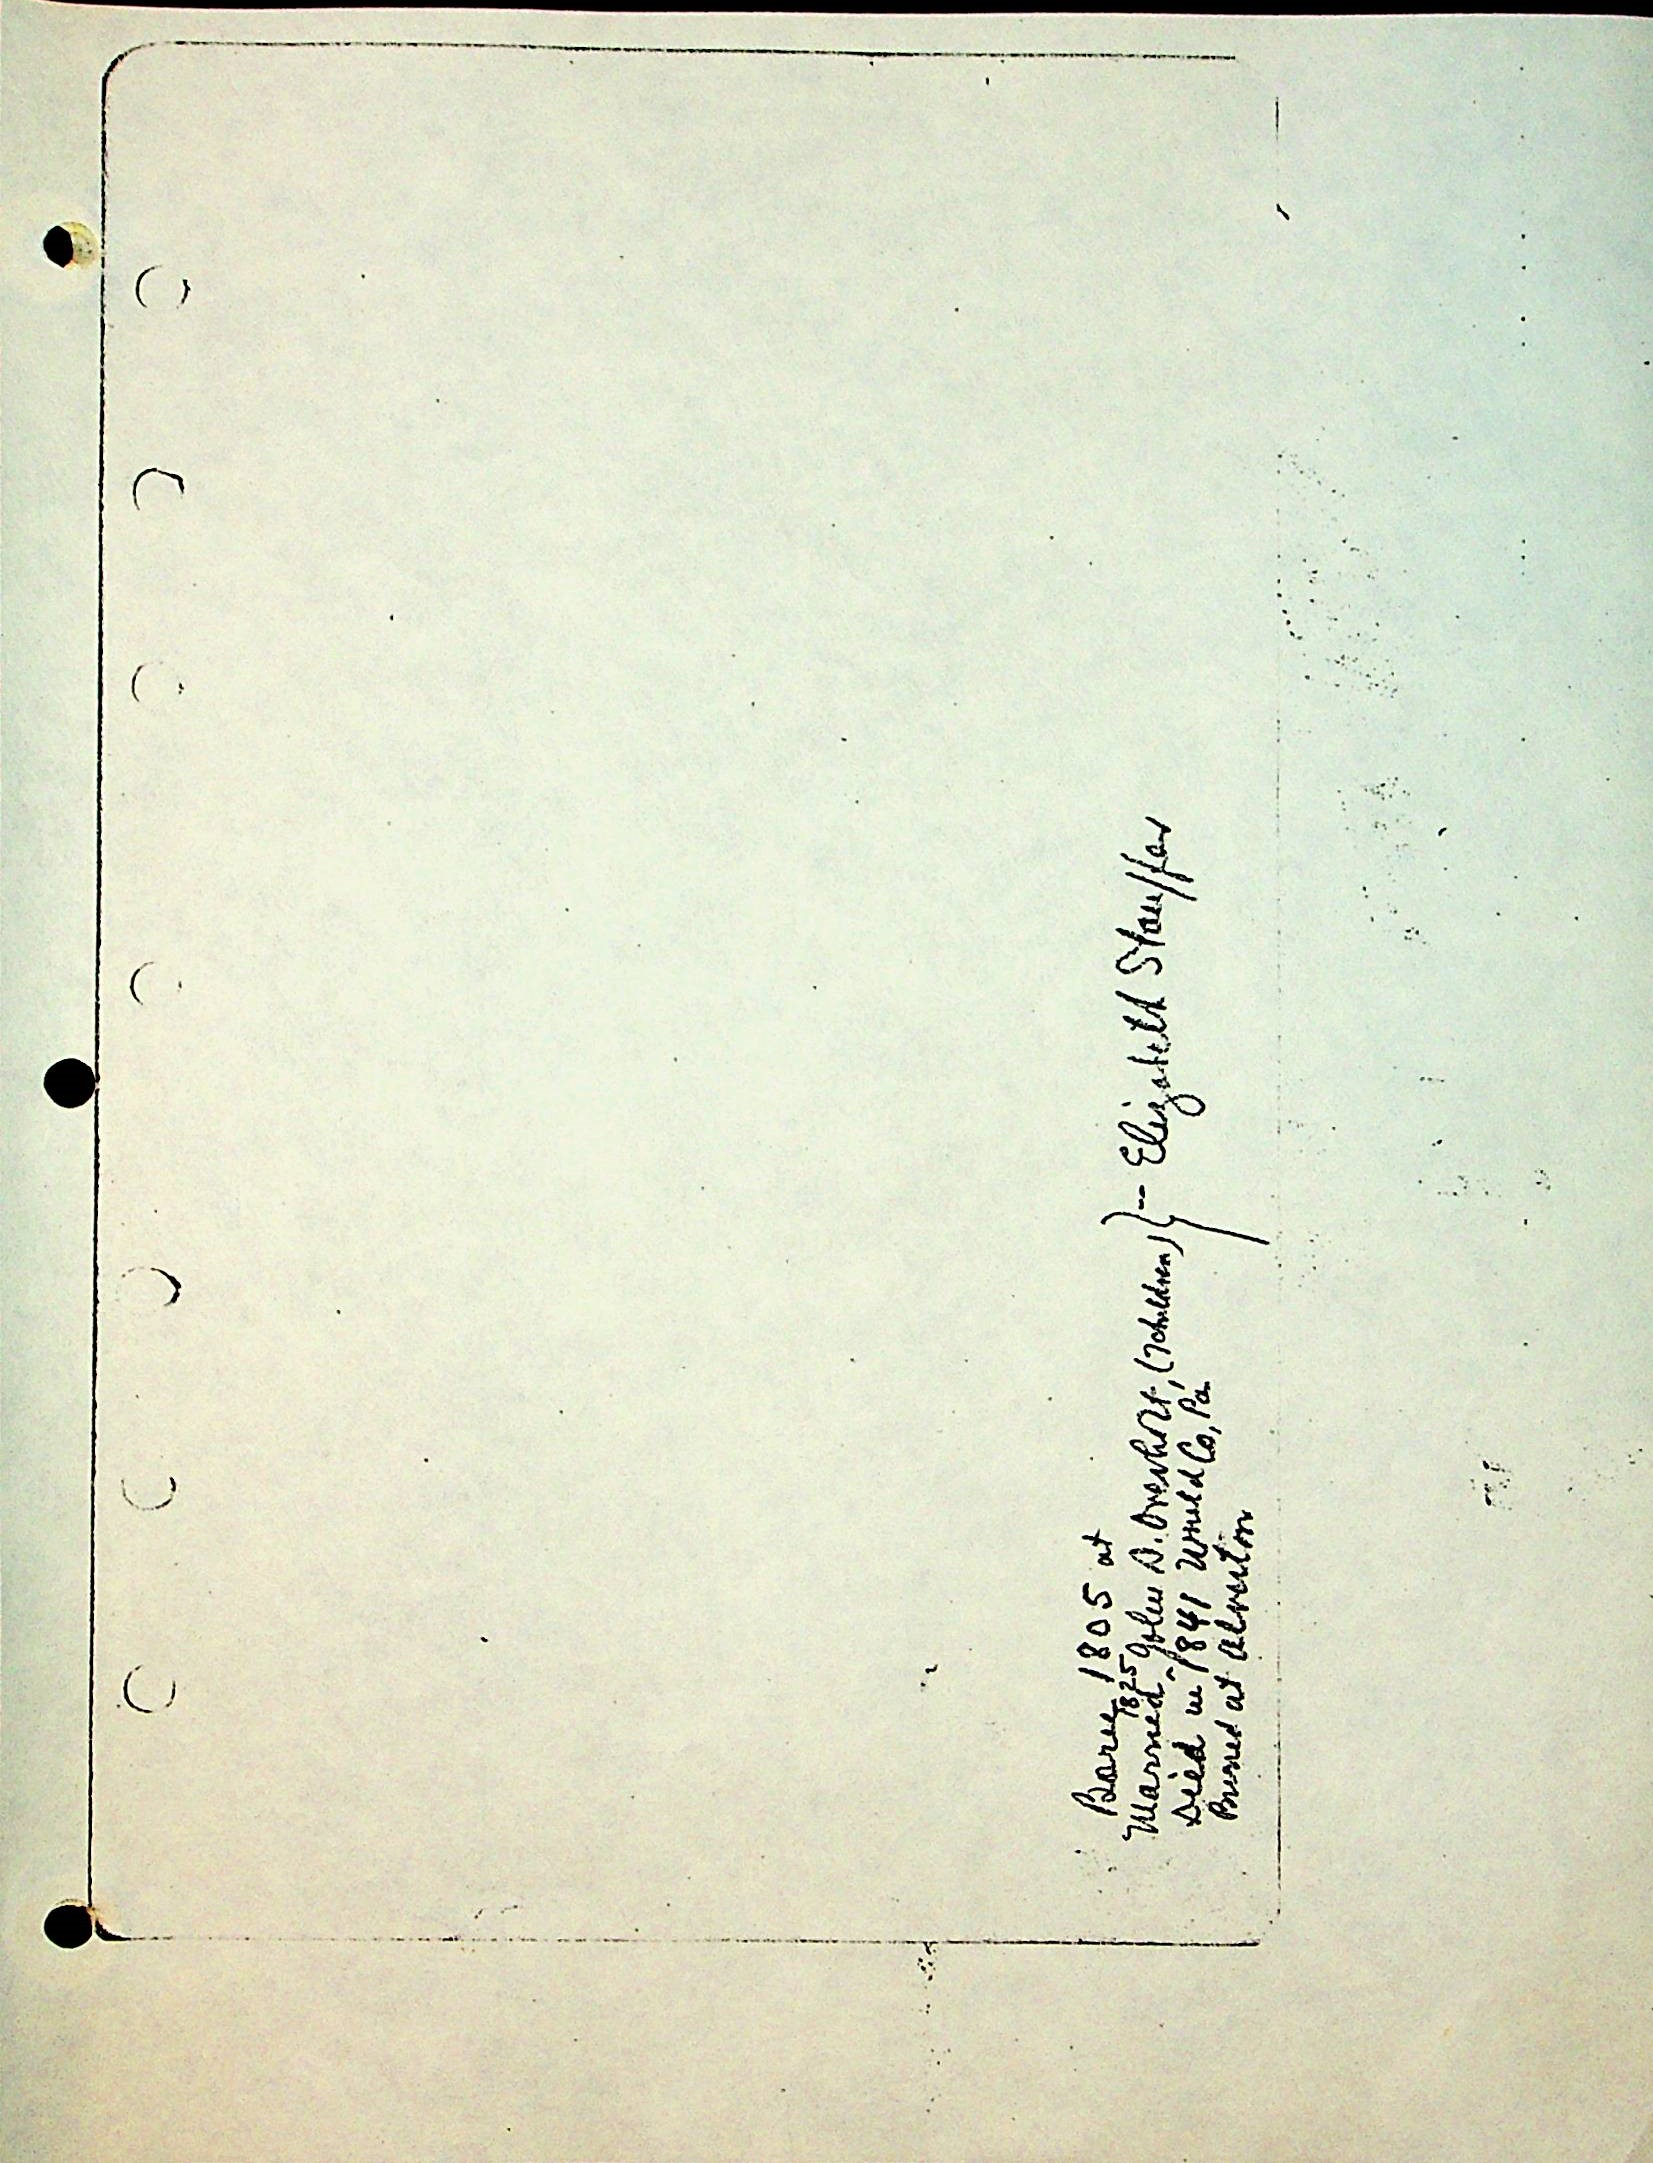 Born 1805 at
Married ^1825 John D. Overholt, (7 children) } -- Elizabeth Stauffer
Died in 1841 Wmld Co, Pa
Buried at Alverton